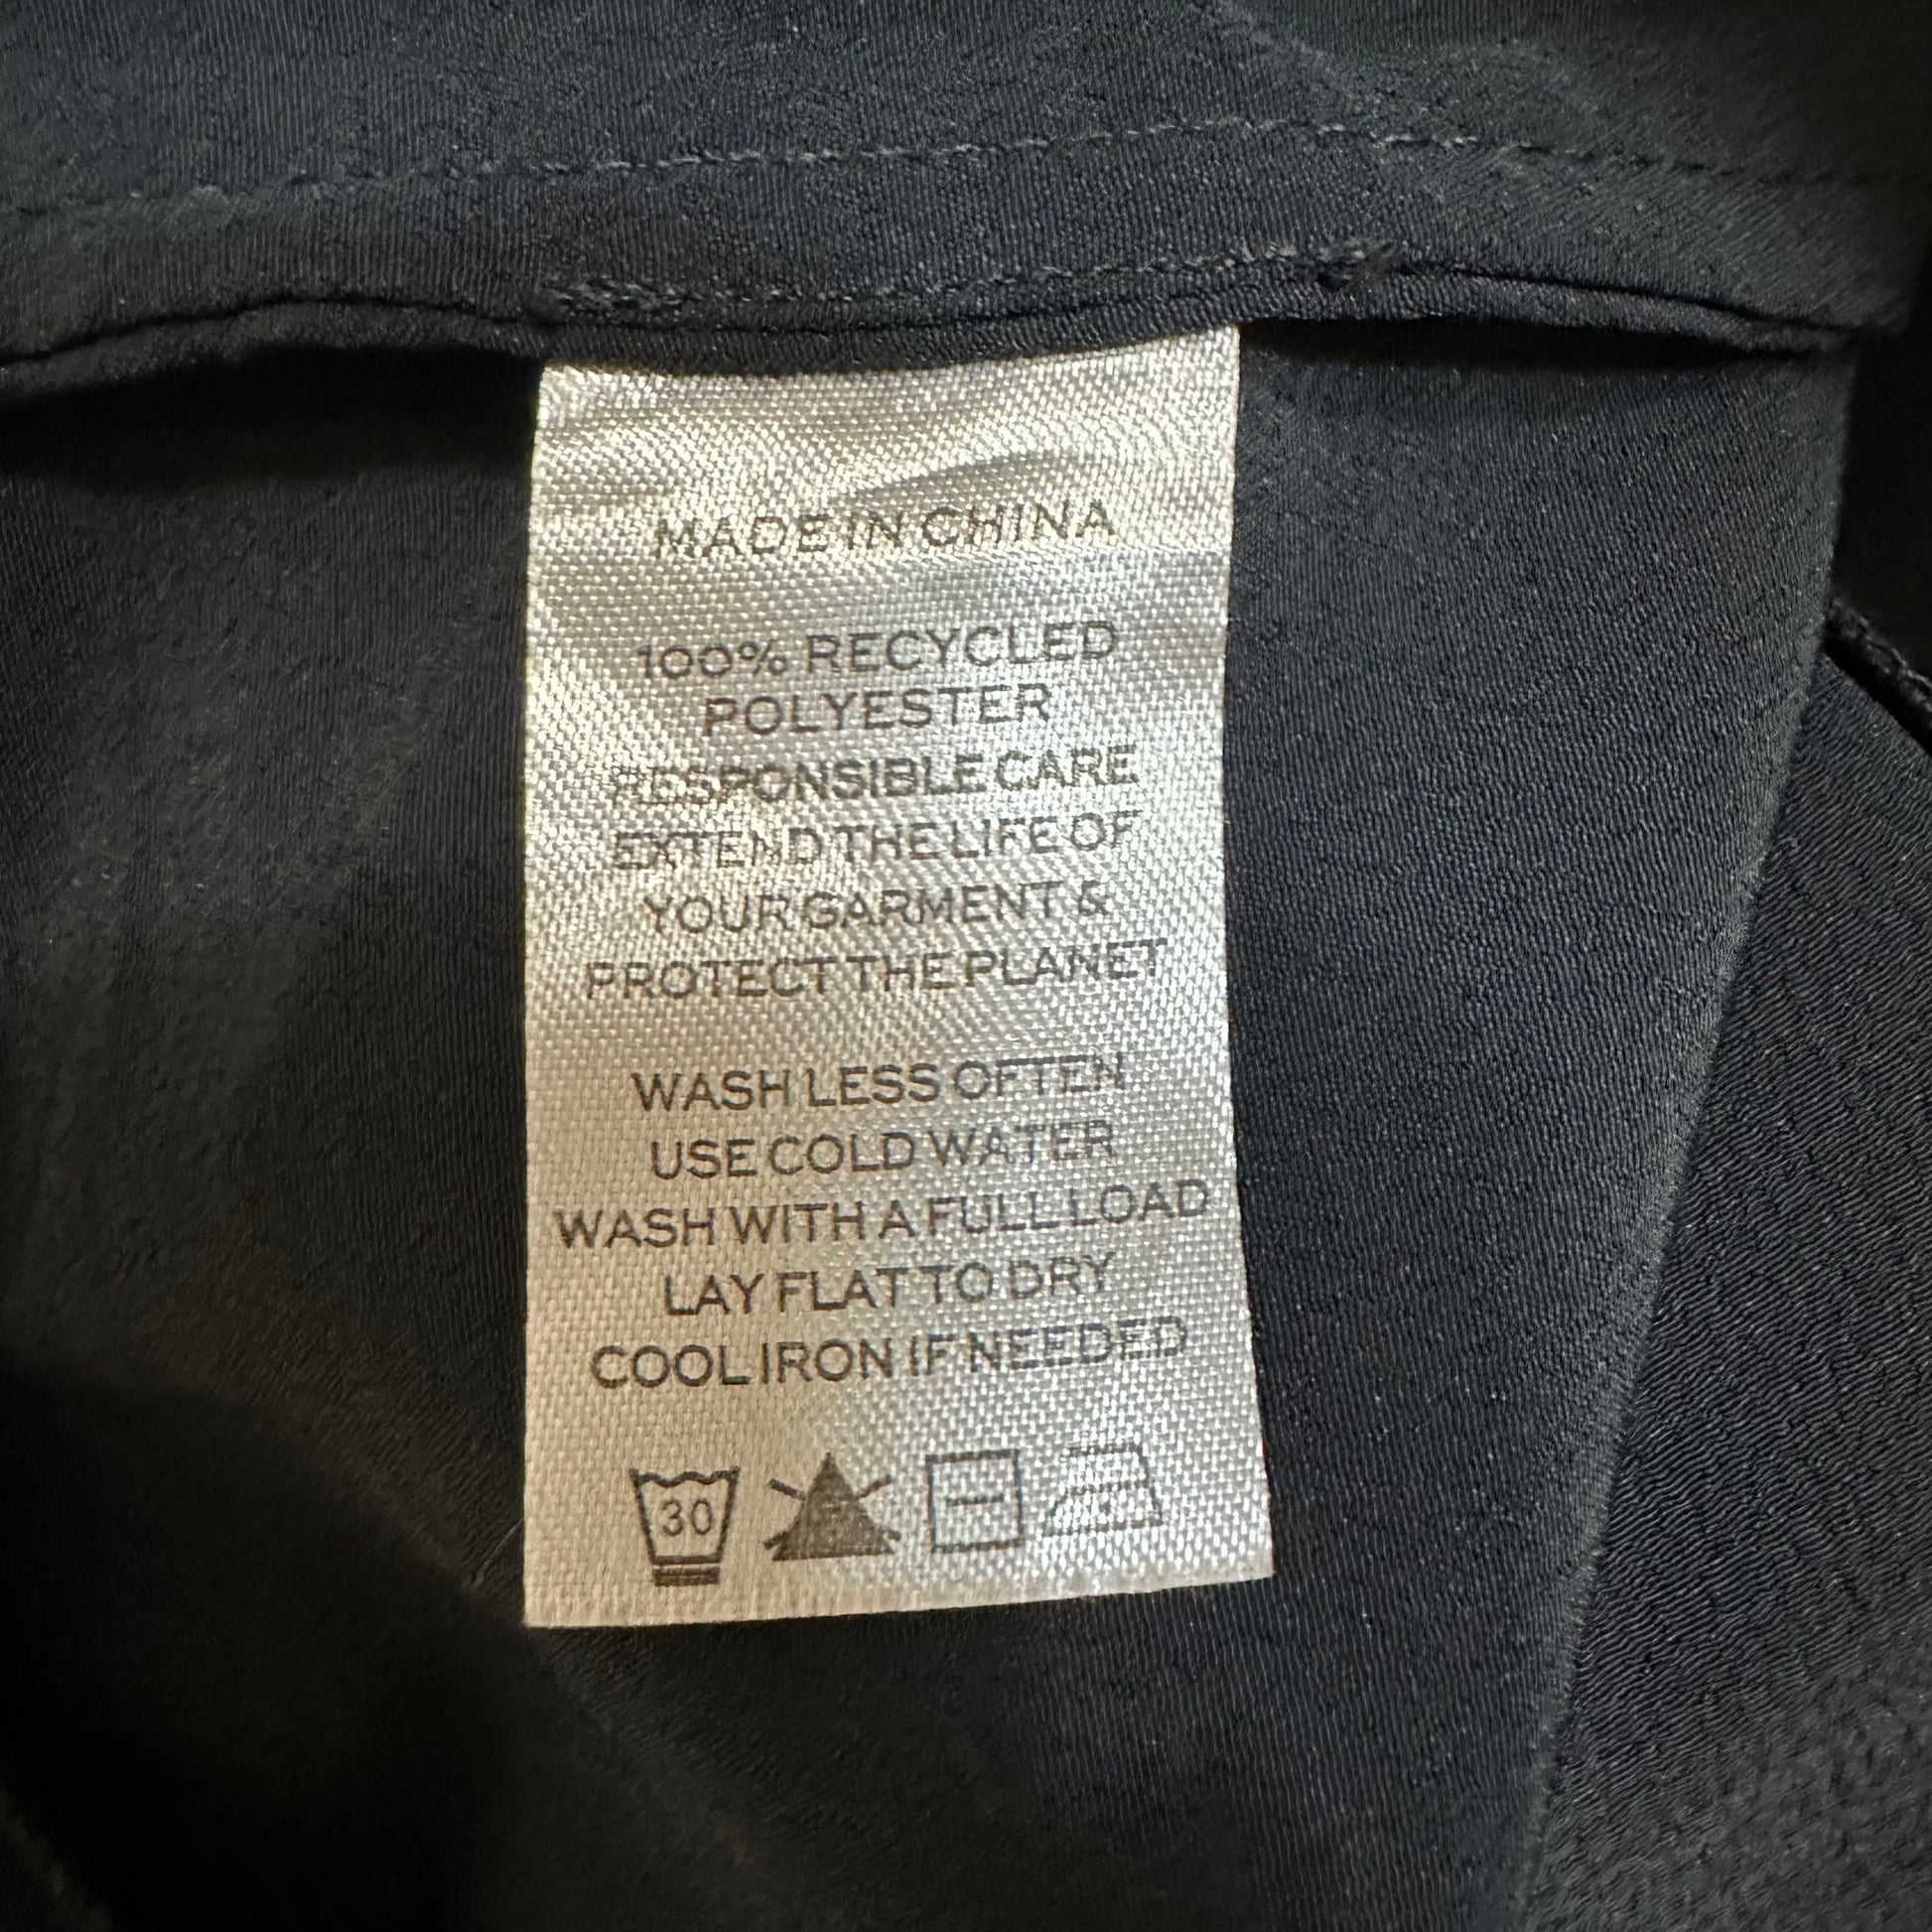 MADE IN CHINA
100% RECYCLED
POLYESTER
RESPONSIBLE CARE
EXTEND THE LIFE OF
YOUR GARMENT &
PROTECT THE PLANET
WASH LESS OFTEN
USE COLD WATER
WASH WITH A FULL LOAD
LAY FLAT TO DRY
COOL IRON IF NEEDED
30